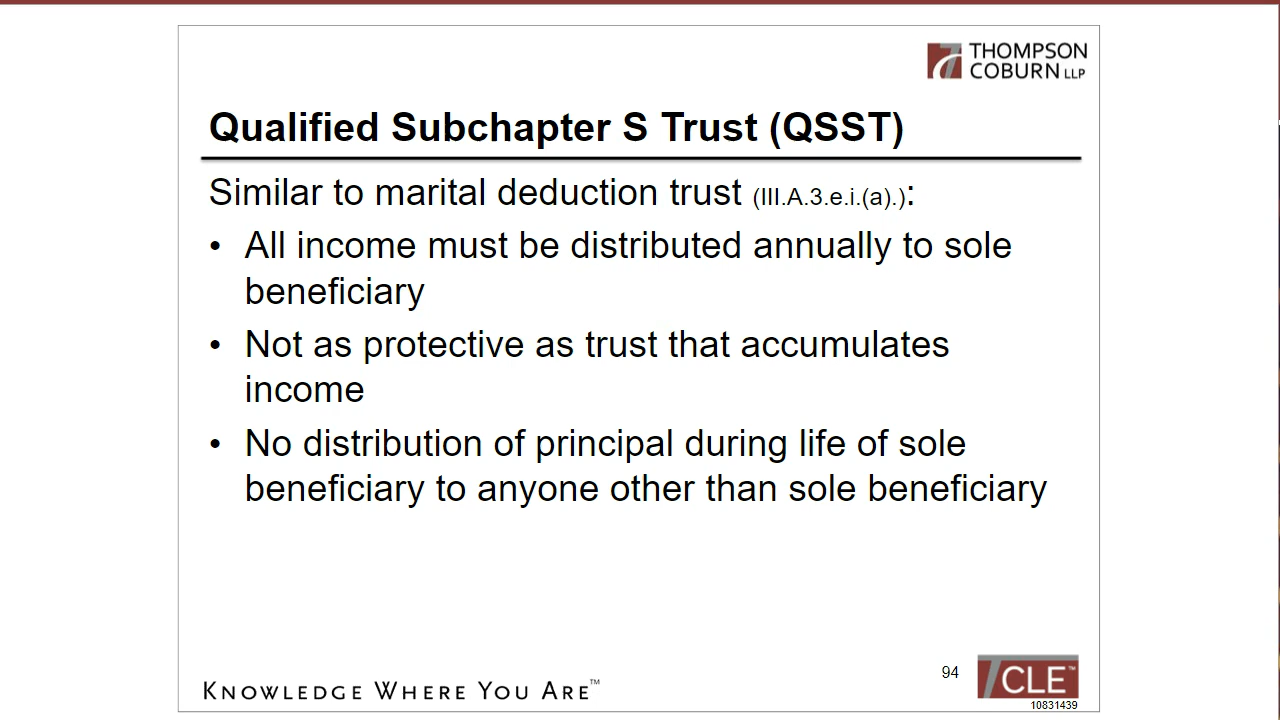 THOMPSON
COBURN LLP
Qualified Subchapter S Trust (QSST)
Similar to marital deduction trust (III.A.3.e.i.(a).):
• All income must be distributed annually to sole
beneficiary
• Not as protective as trust that accumulates
income
• No distribution of principal during life of sole
beneficiary to anyone other than sole beneficiary
KNOWLEDGE WHERE YOU ARE™
94
TCLE™
10831439